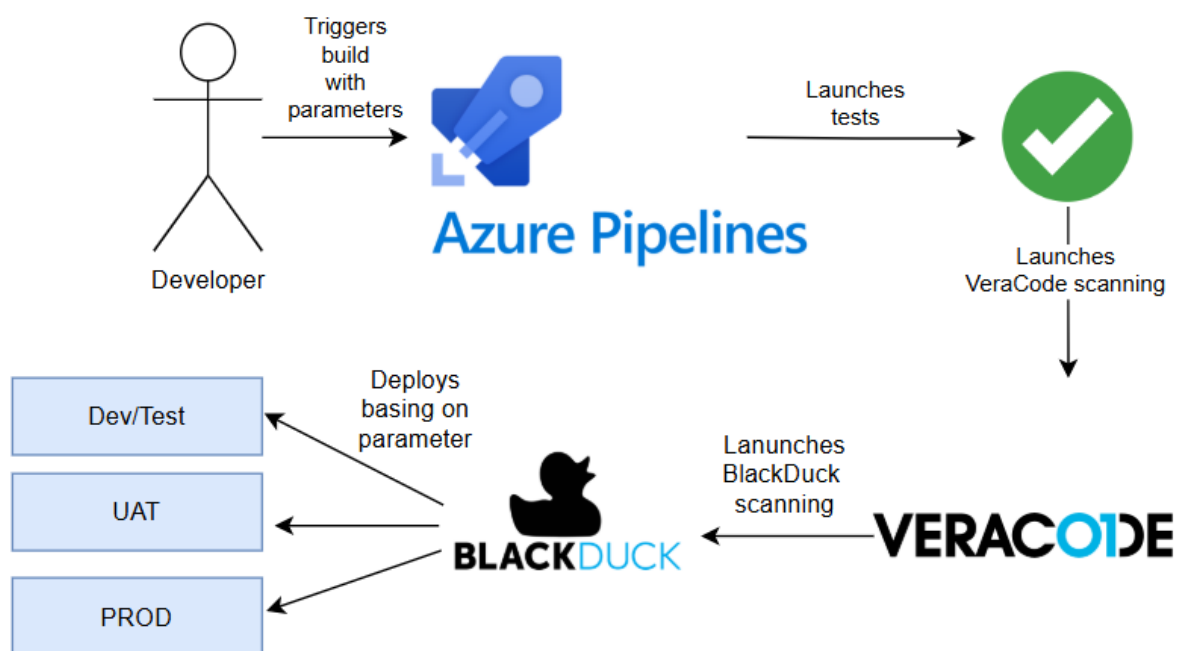 Triggers
build
with
parameters
Azure Pipelines
Launches
tests
Developer
Launches
VeraCode scanning
Dev/Test
UAT
PROD
Deploys
basing on
parameter
BLACKDUCK
Lanunches
BlackDuck
scanning
VERACODE